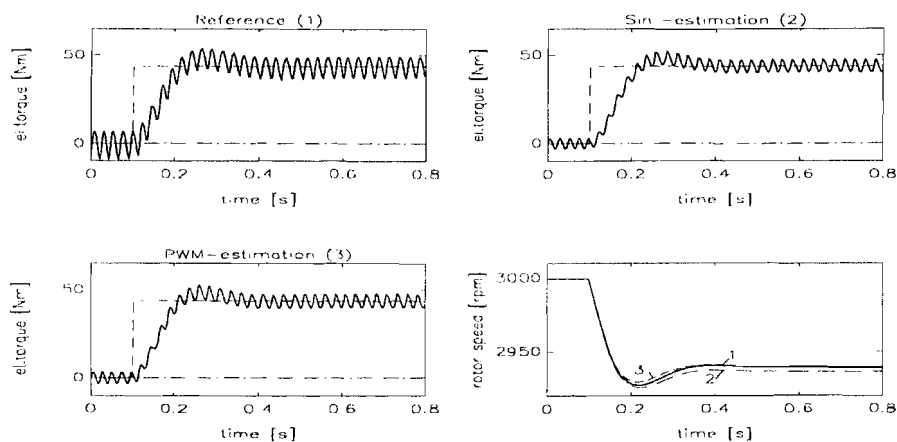 Reference (1)
el.torque [Nm]
50
0
0 0.2 0.4 0.6 0.8
time [s]
Sin -estimation (2)
el.torque [Nm]
50
0
0 0.2 0.4 0.6 0.8
time [s]
PWM-estimation (3)
el.torque [Nm]
50
0
0 0.2 0.4 0.6 0.8
time [s]
rotor speed [rpm]
3000
2950
3 1
2
0 0.2 0.4 0.6 0.8
time [s]